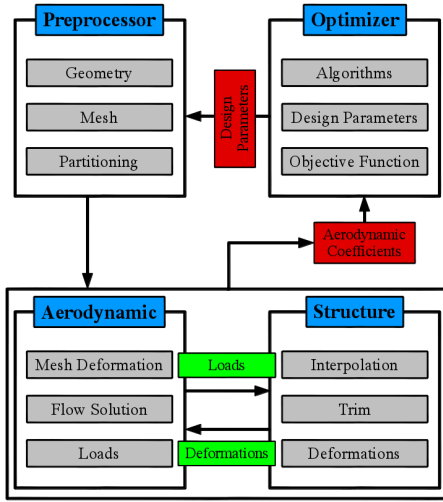 Preprocessor
Geometry
Mesh
Partitioning
Design
Parameters
Optimizer
Algorithms
Design Parameters
Objective Function
Aerodynamic
Coefficients
Aerodynamic
Mesh Deformation
Flow Solution
Loads
Loads
Deformations
Structure
Interpolation
Trim
Deformations